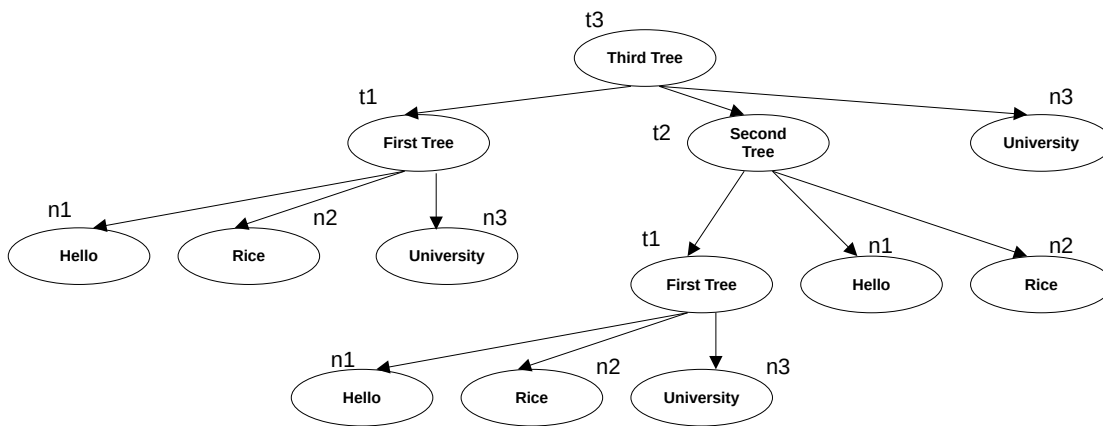 t3
Third Tree
t1
n3
First Tree
t2
Second
Tree
University
n1
n2
n3
t1
n1
n2
Hello
Rice
University
First Tree
Hello
Rice
n1
n2
n3
Hello
Rice
University